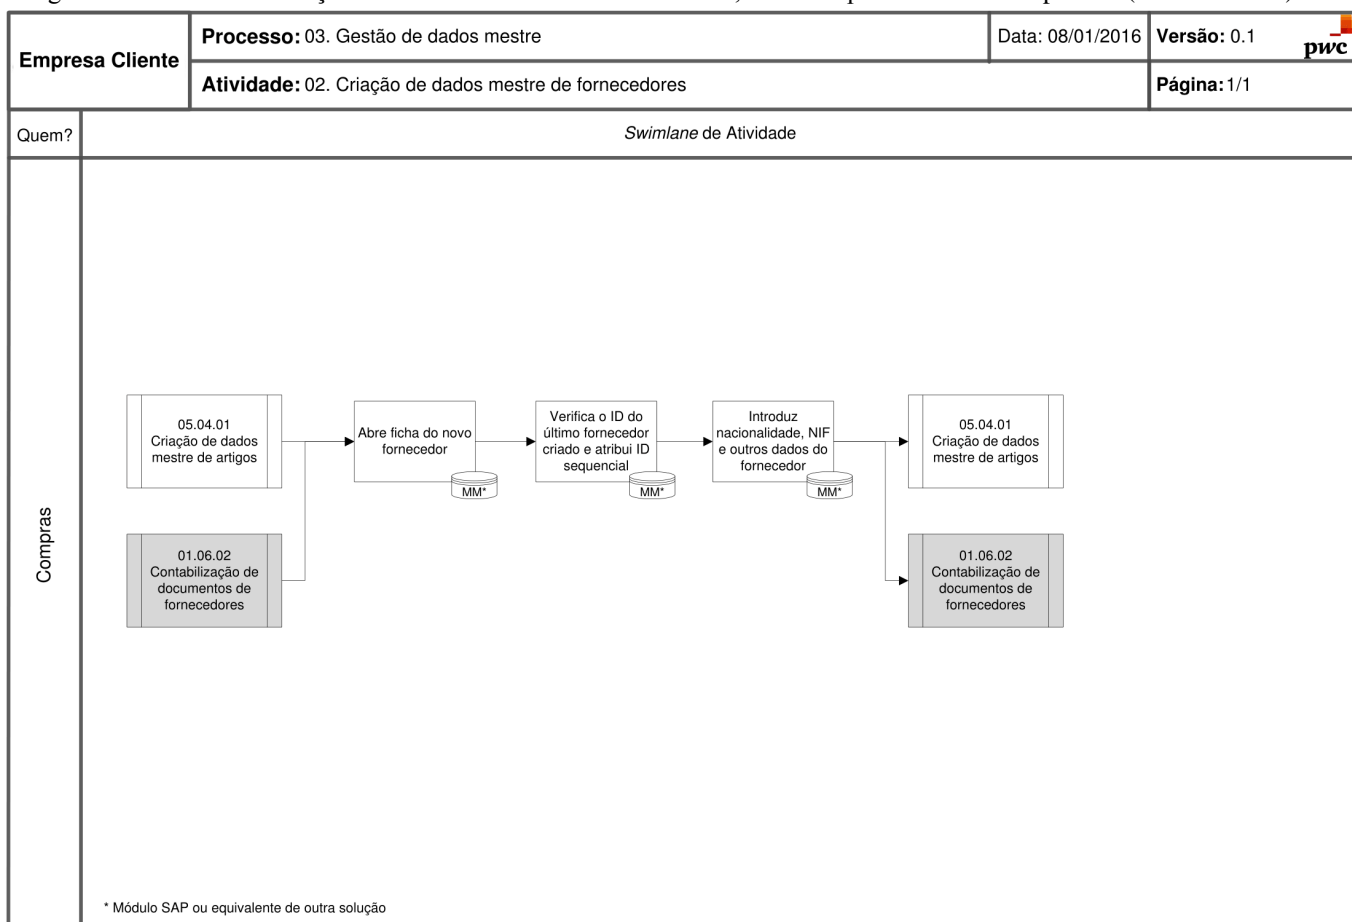 Empresa Cliente
Processo: 03. Gestão de dados mestre
Data: 08/01/2016
Versão: 0.1
pwc
Atividade: 02. Criação de dados mestre de fornecedores
Página: 1/1
Quem?
Swimlane de Atividade
Compras
05.04.01
Criação de dados
mestre de artigos
Abre ficha do novo
fornecedor
MM*
Verifica o ID do
último fornecedor
criado e atribui ID
sequencial
MM*
Introduz
nacionalidade, NIF
e outros dados do
fornecedor
MM*
05.04.01
Criação de dados
mestre de artigos
01.06.02
Contabilização de
documentos de
fornecedores
01.06.02
Contabilização de
documentos de
fornecedores
* Módulo SAP ou equivalente de outra solução